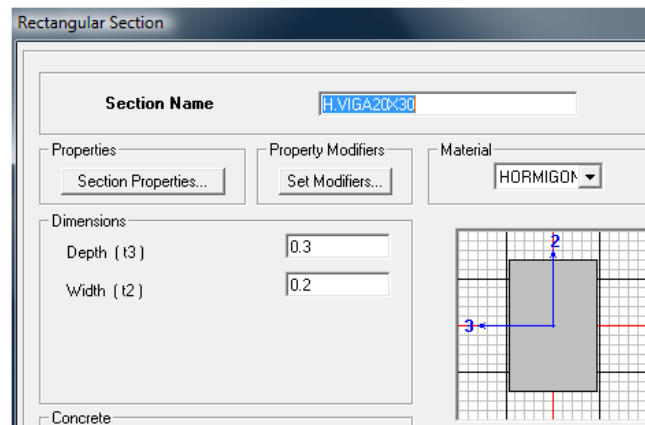 Rectangular Section
Section Name
H.VIGA20X30
Properties
Section Properties...
Property Modifiers
Set Modifiers...
Material
HORMIGON
Dimensions
Depth ( t3 )
0.3
Width ( t2 )
0.2
2
3
Concrete